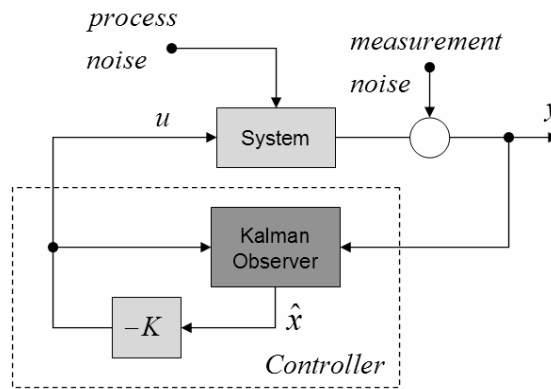 process
noise
measurement
noise
u
System
y
Kalman
Observer
−K
x̂
Controller